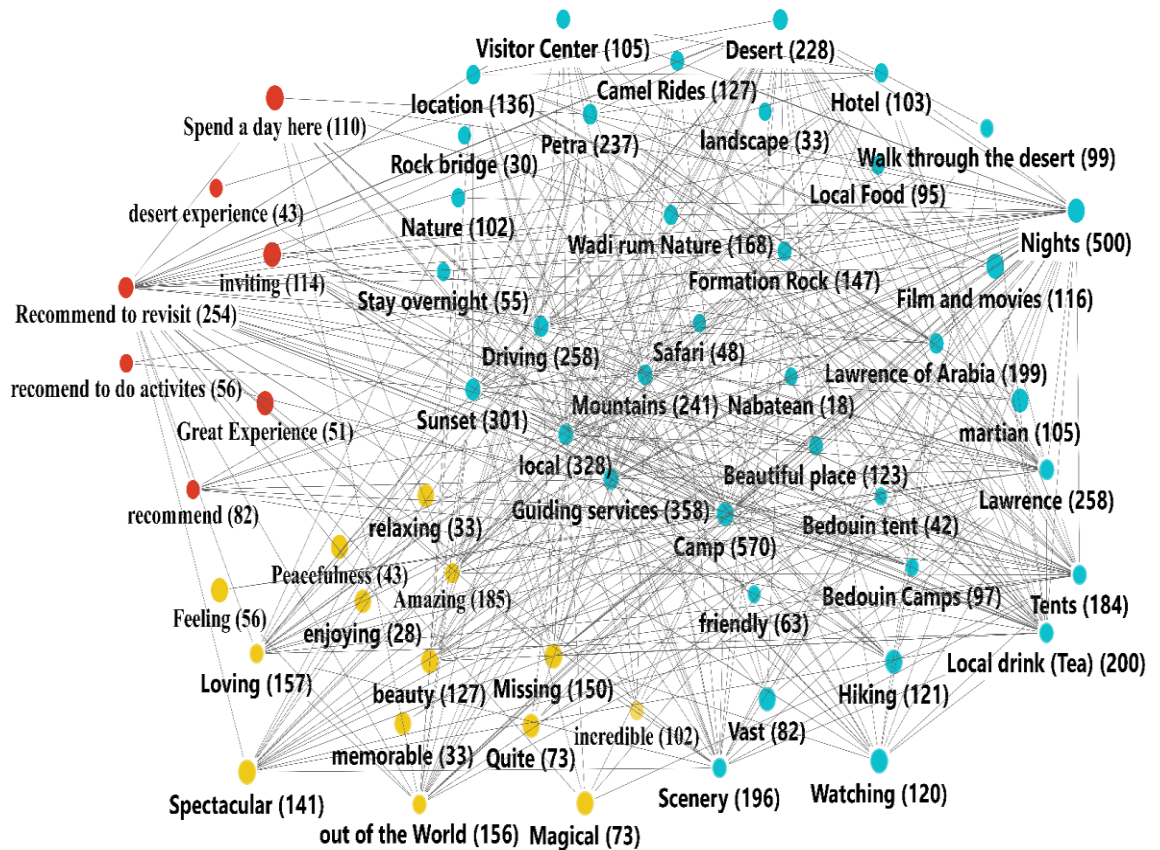 Visitor Center (105)
Desert (228)
Camel Rides (127)
Hotel (103)
location (136)
Spend a day here (110)
Petra (237)
landscape (33)
Walk through the desert (99)
Rock bridge (30)
Local Food (95)
desert experience (43)
Nature (102)
Wadi rum Nature (168)
Nights (500)
inviting (114)
Formation Rock (147)
Stay overnight (55)
Film and movies (116)
Recommend to revisit (254)
Driving (258)
Safari (48)
Lawrence of Arabia (199)
recomend to do activites (56)
Mountains (241)
Nabatean (18)
Sunset (301)
Great Experience (51)
martian (105)
local (328)
Beautiful place (123)
Lawrence (258)
recommend (82)
Guiding services (358)
relaxing (33)
Bedouin tent (42)
Camp (570)
Peacefulness (43)
Amazing (185)
Bedouin Camps (97)
Tents (184)
Feeling (56)
enjoying (28)
friendly (63)
Local drink (Tea) (200)
Loving (157)
beauty (127)
Missing (150)
Hiking (121)
Vast (82)
incredible (102)
memorable (33)
Quite (73)
Spectacular (141)
Scenery (196)
Watching (120)
out of the World (156)
Magical (73)